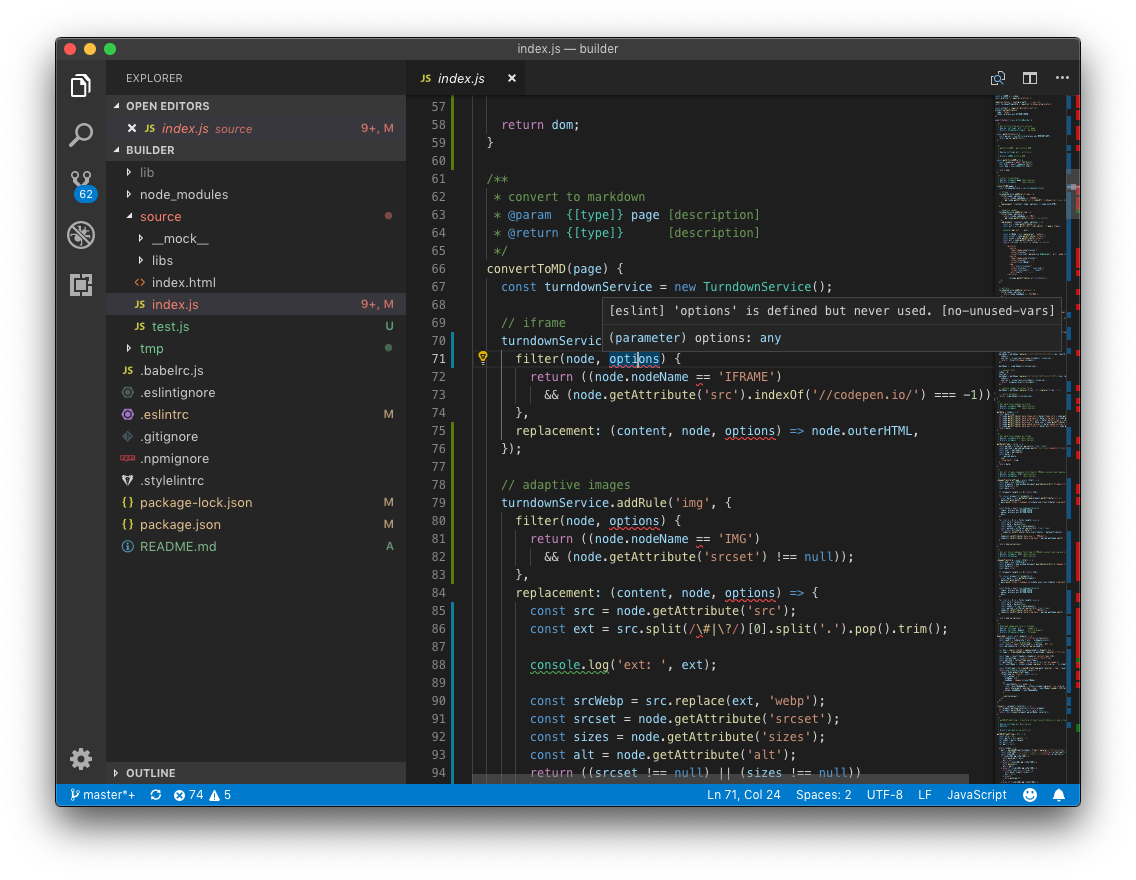 index.js — builder
EXPLORER
OPEN EDITORS
JS index.js source 9+, M
BUILDER
lib
node_modules
source
__mock__
libs
<> index.html
JS index.js 9+, M
JS test.js U
tmp
JS .babelrc.js
.eslintignore
.eslintrc M
.gitignore
npm .npmignore
.stylelintrc
{} package-lock.json M
{} package.json M
README.md A
OUTLINE
62
JS index.js
57
58 return dom;
59 }
60
61 /**
62 * convert to markdown
63 * @param {[type]} page [description]
64 * @return {[type]} [description]
65 */
66 convertToMD(page) {
67 const turndownService = new TurndownService();
68
[eslint] 'options' is defined but never used. [no-unused-vars]
(parameter) options: any
69 // iframe
70 turndownServic
71 filter(node, options) {
72 return ((node.nodeName == 'IFRAME')
73 && (node.getAttribute('src').indexOf('//codepen.io/') === -1))
74 },
75 replacement: (content, node, options) => node.outerHTML,
76 });
77
78 // adaptive images
79 turndownService.addRule('img', {
80 filter(node, options) {
81 return ((node.nodeName == 'IMG')
82 && (node.getAttribute('srcset') !== null));
83 },
84 replacement: (content, node, options) => {
85 const src = node.getAttribute('src');
86 const ext = src.split(/\#|\?/)[0].split('.').pop().trim();
87
88 console.log('ext: ', ext);
89
90 const srcWebp = src.replace(ext, 'webp');
91 const srcset = node.getAttribute('srcset');
92 const sizes = node.getAttribute('sizes');
93 const alt = node.getAttribute('alt');
94 return ((srcset !== null) || (sizes !== null))
master*+ 74 5 Ln 71, Col 24 Spaces: 2 UTF-8 LF JavaScript